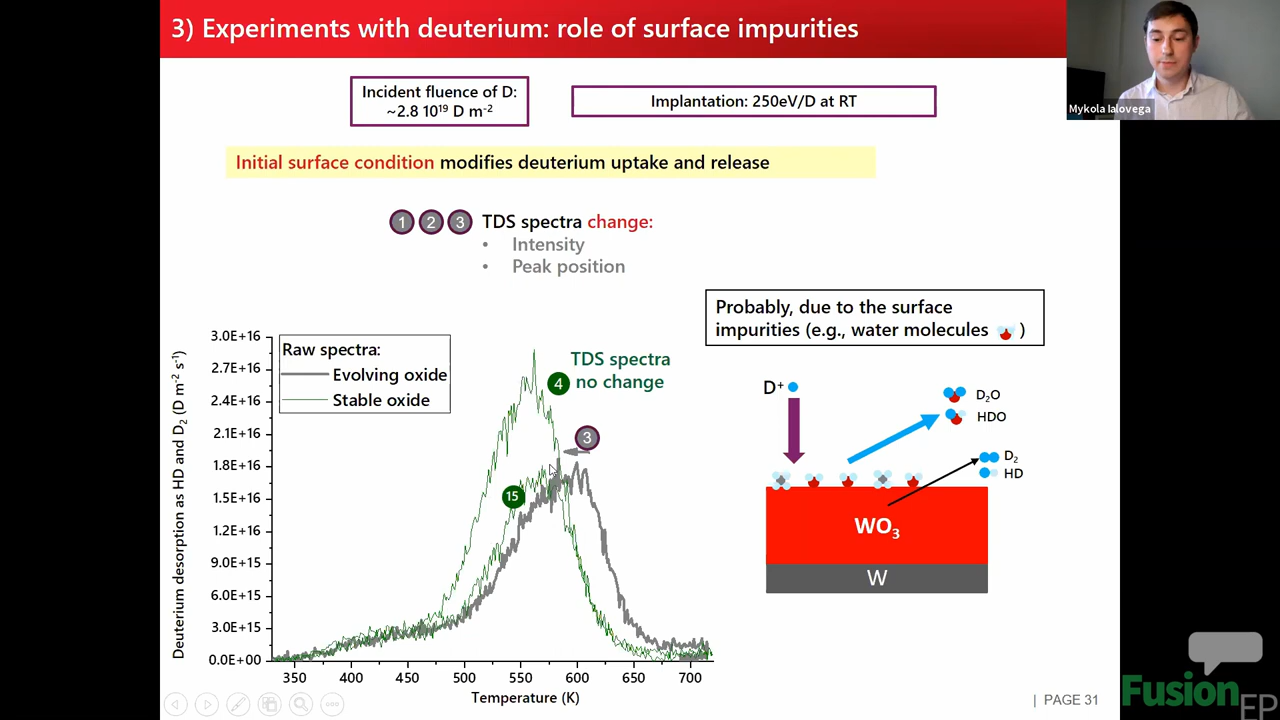 3) Experiments with deuterium: role of surface impurities
Mykola Ialovega
Incident fluence of D:
~2.8 10¹⁹ D m⁻²
Implantation: 250eV/D at RT
Initial surface condition modifies deuterium uptake and release
1 2 3 TDS spectra change:
• Intensity
• Peak position
Probably, due to the surface
impurities (e.g., water molecules )
Deuterium desorption as HD and D₂ (D m⁻² s⁻¹)
3.0E+16
2.7E+16
2.4E+16
2.1E+16
1.8E+16
1.5E+16
1.2E+16
9.0E+15
6.0E+15
3.0E+15
0.0E+00
Raw spectra:
Evolving oxide
Stable oxide
TDS spectra
4 no change
3
15
350 400 450 500 550 600 650 700
Temperature (K)
D⁺
D₂O
HDO
D₂
HD
WO₃
W
| PAGE 31
Fusion
EP